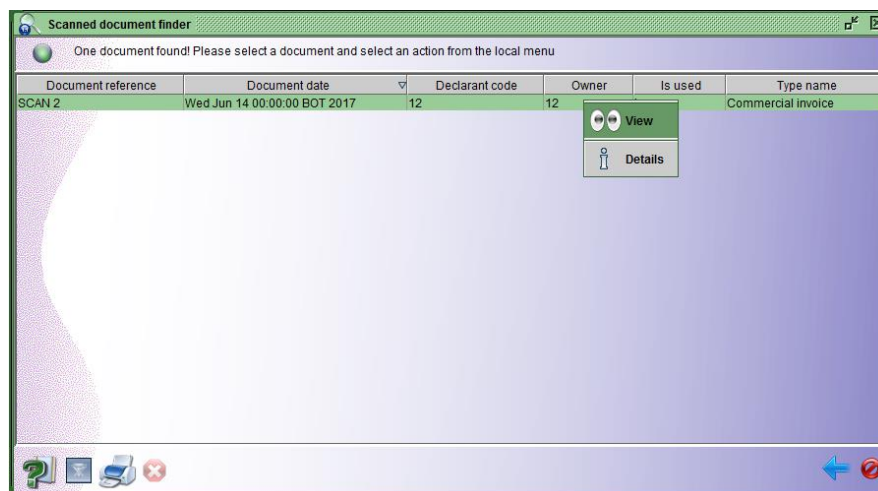 Scanned document finder
One document found! Please select a document and select an action from the local menu
Document reference Document date Declarant code Owner Is used Type name
SCAN 2 Wed Jun 14 00:00:00 BOT 2017 12 12 Commercial invoice
View
Details